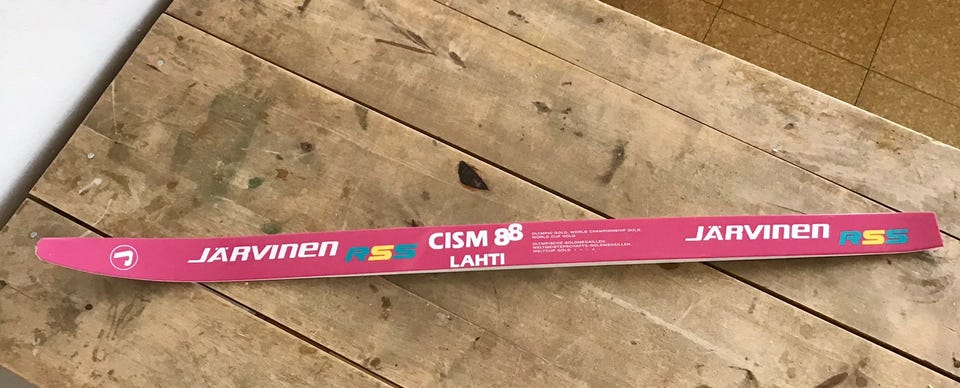 JÄRVINEN RSS
CISM 88
LAHTI
OLYMPIC GOLD, WORLD CHAMPIONSHIP GOLD,
WORLD CUP GOLD
OLYMPISCHE GOLDMEDAILLEN,
WELTMEISTERSCHAFTS-GOLDMEDAILLEN,
WELTCUP-GOLD
JÄRVINEN RSS